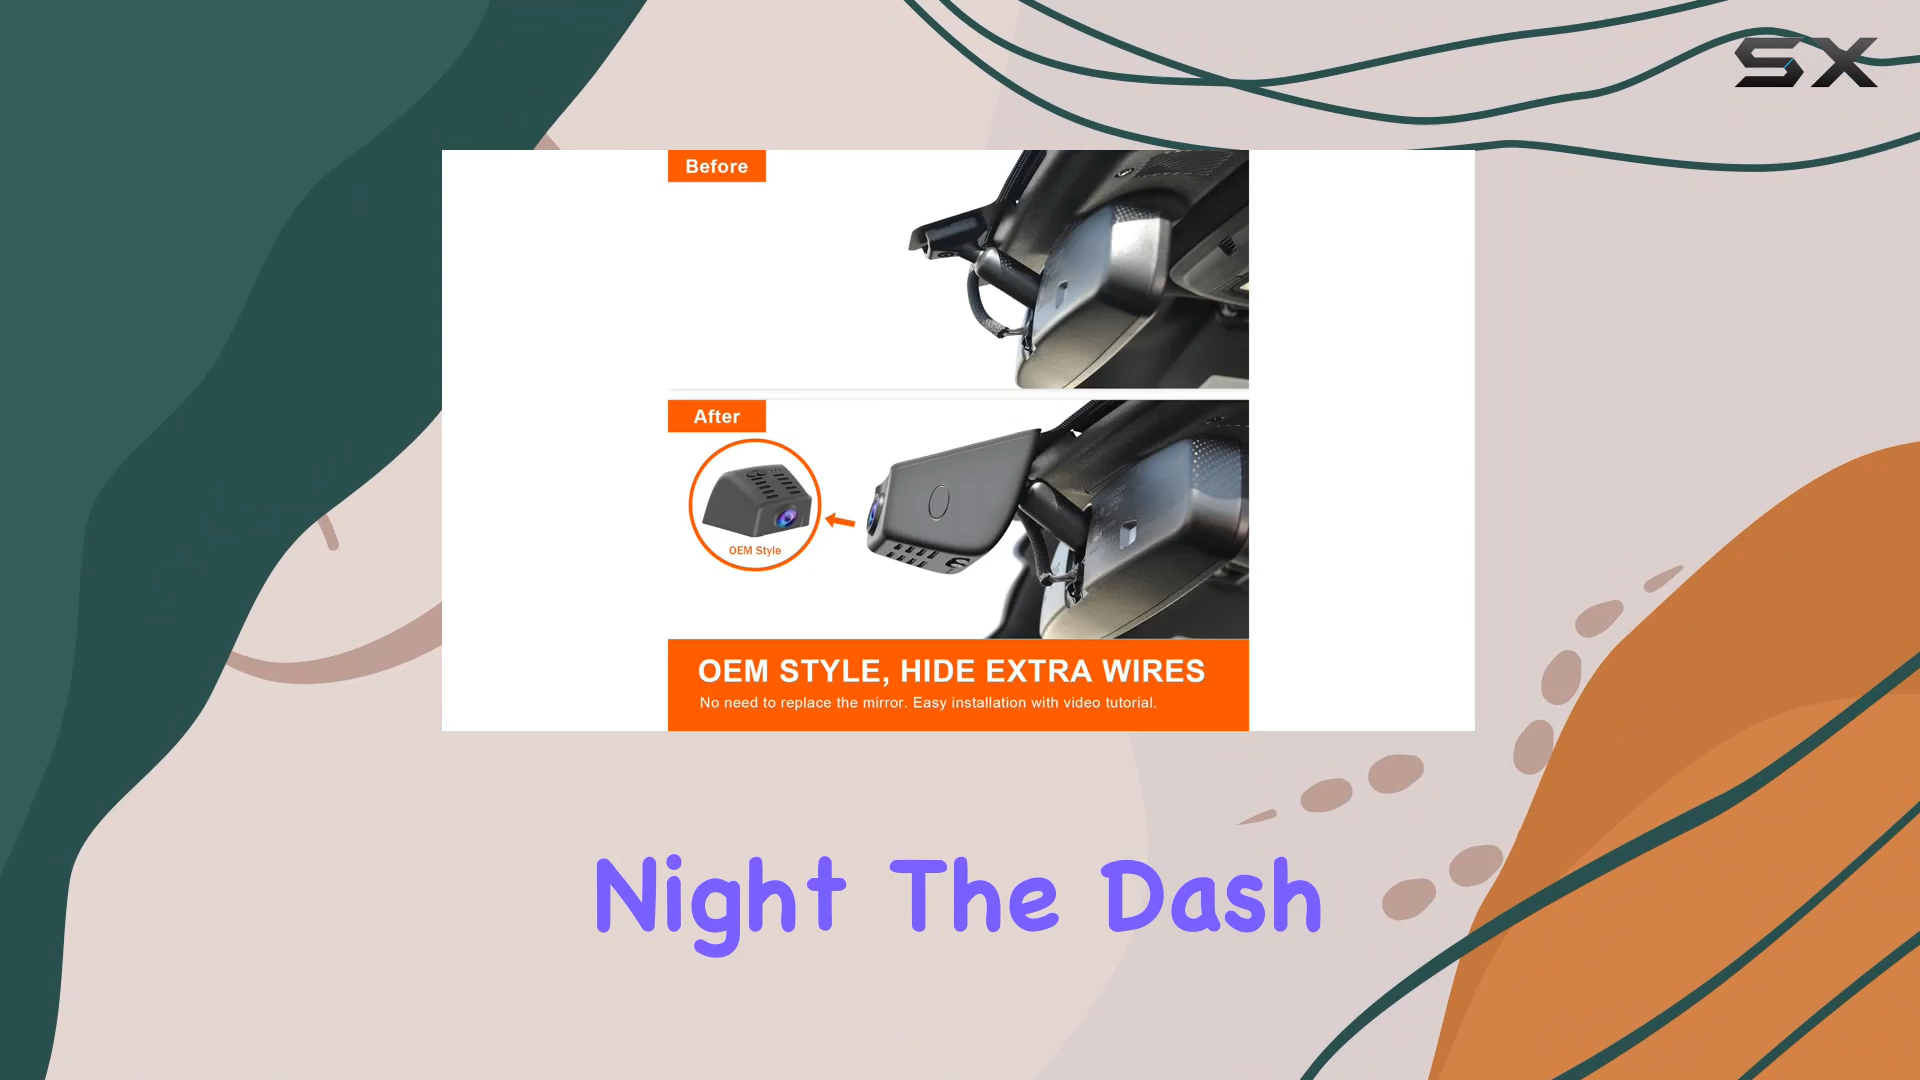 SX
Before
After
OEM Style
OEM STYLE, HIDE EXTRA WIRES
No need to replace the mirror. Easy installation with video tutorial.
Night The Dash